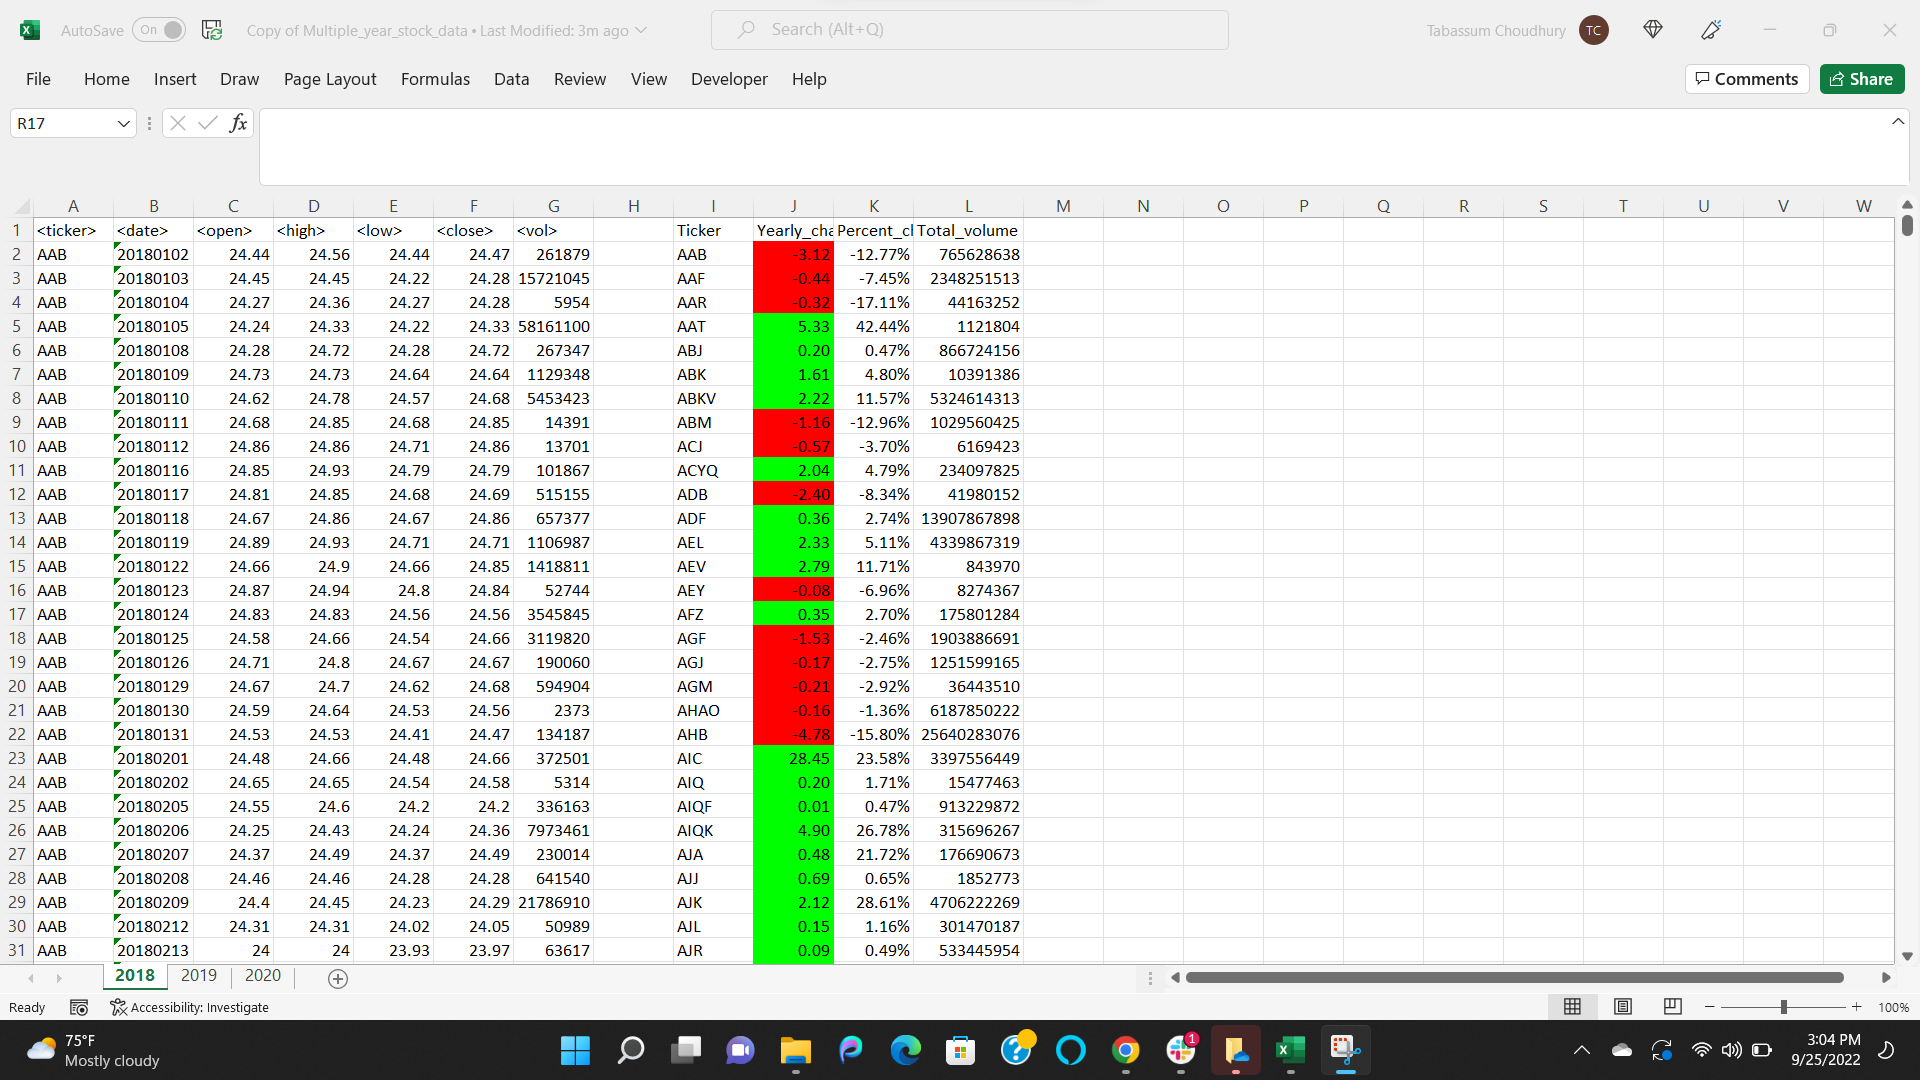 AutoSave On Copy of Multiple_year_stock_data • Last Modified: 3m ago Search (Alt+Q) Tabassum Choudhury TC
File Home Insert Draw Page Layout Formulas Data Review View Developer Help Comments Share
R17 fx
A B C D E F G H I J K L M N O P Q R S T U V W
1 <ticker> <date> <open> <high> <low> <close> <vol> Ticker Yearly_cha Percent_cl Total_volume
2 AAB 20180102 24.44 24.56 24.44 24.47 261879 AAB -3.12 -12.77% 765628638
3 AAB 20180103 24.45 24.45 24.22 24.28 15721045 AAF -0.44 -7.45% 2348251513
4 AAB 20180104 24.27 24.36 24.27 24.28 5954 AAR -0.32 -17.11% 44163252
5 AAB 20180105 24.24 24.33 24.22 24.33 58161100 AAT 5.33 42.44% 1121804
6 AAB 20180108 24.28 24.72 24.28 24.72 267347 ABJ 0.20 0.47% 866724156
7 AAB 20180109 24.73 24.73 24.64 24.64 1129348 ABK 1.61 4.80% 10391386
8 AAB 20180110 24.62 24.78 24.57 24.68 5453423 ABKV 2.22 11.57% 5324614313
9 AAB 20180111 24.68 24.85 24.68 24.85 14391 ABM -1.16 -12.96% 1029560425
10 AAB 20180112 24.86 24.86 24.71 24.86 13701 ACJ -0.57 -3.70% 6169423
11 AAB 20180116 24.85 24.93 24.79 24.79 101867 ACYQ 2.04 4.79% 234097825
12 AAB 20180117 24.81 24.85 24.68 24.69 515155 ADB -2.40 -8.34% 41980152
13 AAB 20180118 24.67 24.86 24.67 24.86 657377 ADF 0.36 2.74% 13907867898
14 AAB 20180119 24.89 24.93 24.71 24.71 1106987 AEL 2.33 5.11% 4339867319
15 AAB 20180122 24.66 24.9 24.66 24.85 1418811 AEV 2.79 11.71% 843970
16 AAB 20180123 24.87 24.94 24.8 24.84 52744 AEY -0.08 -6.96% 8274367
17 AAB 20180124 24.83 24.83 24.56 24.56 3545845 AFZ 0.35 2.70% 175801284
18 AAB 20180125 24.58 24.66 24.54 24.66 3119820 AGF -1.53 -2.46% 1903886691
19 AAB 20180126 24.71 24.8 24.67 24.67 190060 AGJ -0.17 -2.75% 1251599165
20 AAB 20180129 24.67 24.7 24.62 24.68 594904 AGM -0.21 -2.92% 36443510
21 AAB 20180130 24.59 24.64 24.53 24.56 2373 AHAO -0.16 -1.36% 6187850222
22 AAB 20180131 24.53 24.53 24.41 24.47 134187 AHB -4.78 -15.80% 25640283076
23 AAB 20180201 24.48 24.66 24.48 24.66 372501 AIC 28.45 23.58% 3397556449
24 AAB 20180202 24.65 24.65 24.54 24.58 5314 AIQ 0.20 1.71% 15477463
25 AAB 20180205 24.55 24.6 24.2 24.2 336163 AIQF 0.01 0.47% 913229872
26 AAB 20180206 24.25 24.43 24.24 24.36 7973461 AIQK 4.90 26.78% 315696267
27 AAB 20180207 24.37 24.49 24.37 24.49 230014 AJA 0.48 21.72% 176690673
28 AAB 20180208 24.46 24.46 24.28 24.28 641540 AJJ 0.69 0.65% 1852773
29 AAB 20180209 24.4 24.45 24.23 24.29 21786910 AJK 2.12 28.61% 4706222269
30 AAB 20180212 24.31 24.31 24.02 24.05 50989 AJL 0.15 1.16% 301470187
31 AAB 20180213 24 24 23.93 23.97 63617 AJR 0.09 0.49% 533445954
2018 2019 2020
Ready Accessibility: Investigate 100%
75°F
Mostly cloudy
1
3:04 PM
9/25/2022